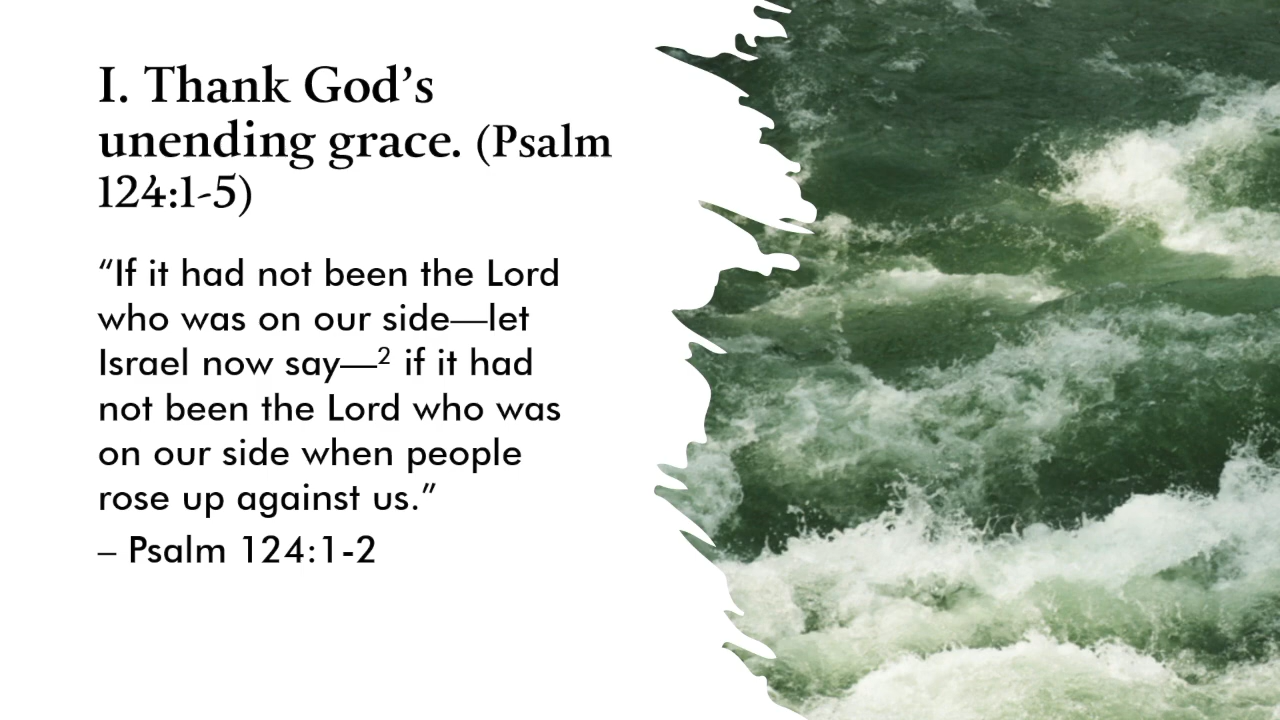 I. Thank God’s
unending grace. (Psalm
124:1-5)
“If it had not been the Lord
who was on our side—let
Israel now say—² if it had
not been the Lord who was
on our side when people
rose up against us.”
– Psalm 124:1-2